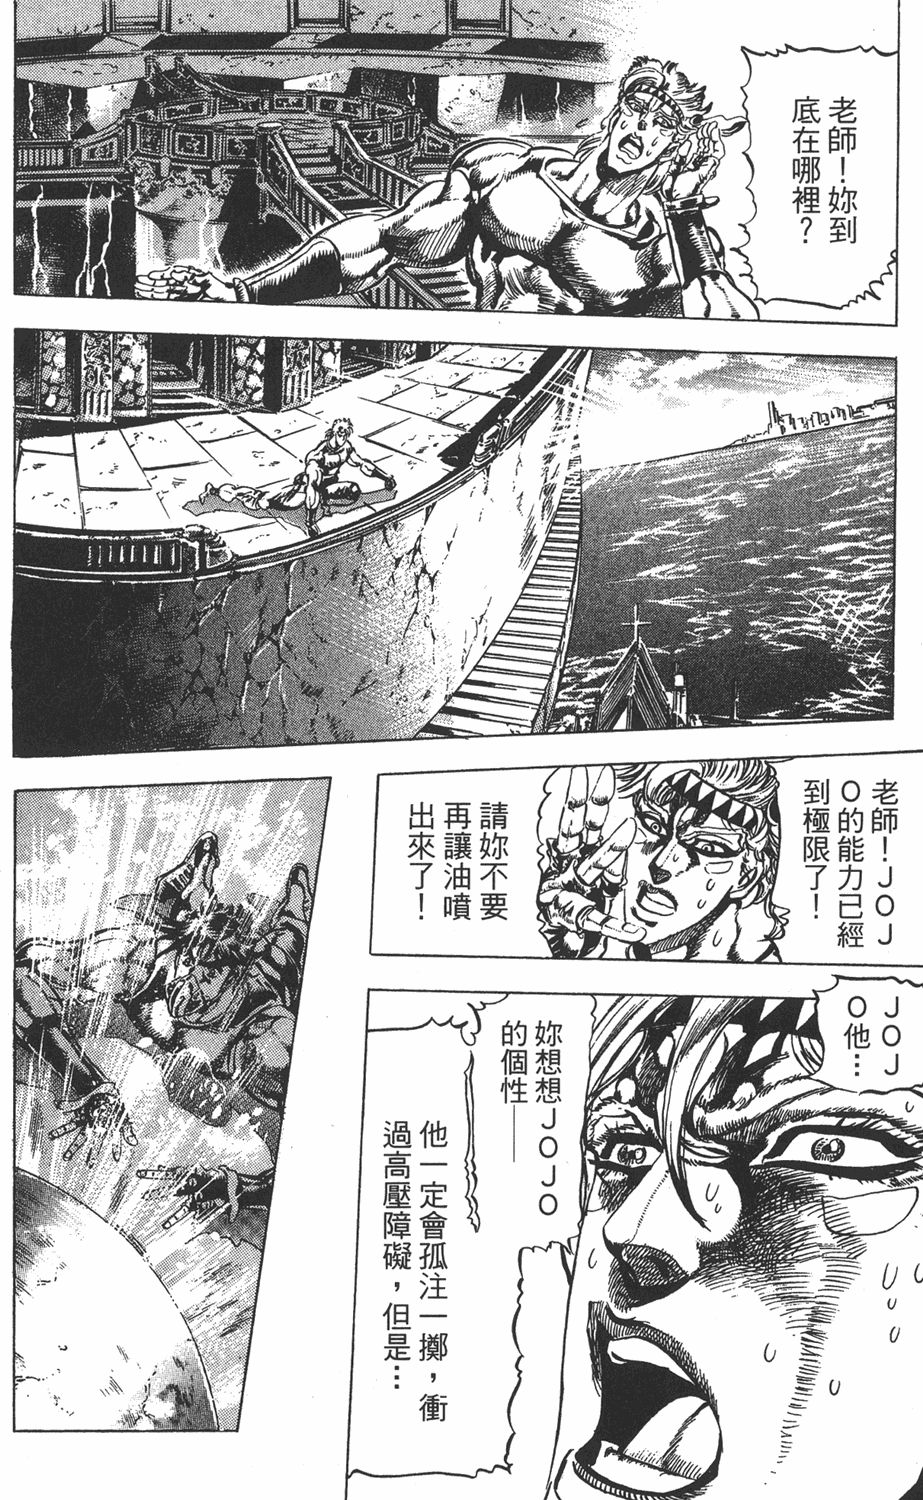 老師！妳到
底在哪裡？
老師！ＪＯＪ
Ｏ的能力已經
到極限了！
請妳不要
再讓油噴
出來了！
ＪＯＪ
Ｏ他…
妳想想ＪＯＪＯ
的個性—
他一定會孤注一擲，衝
過高壓障礙，但是…